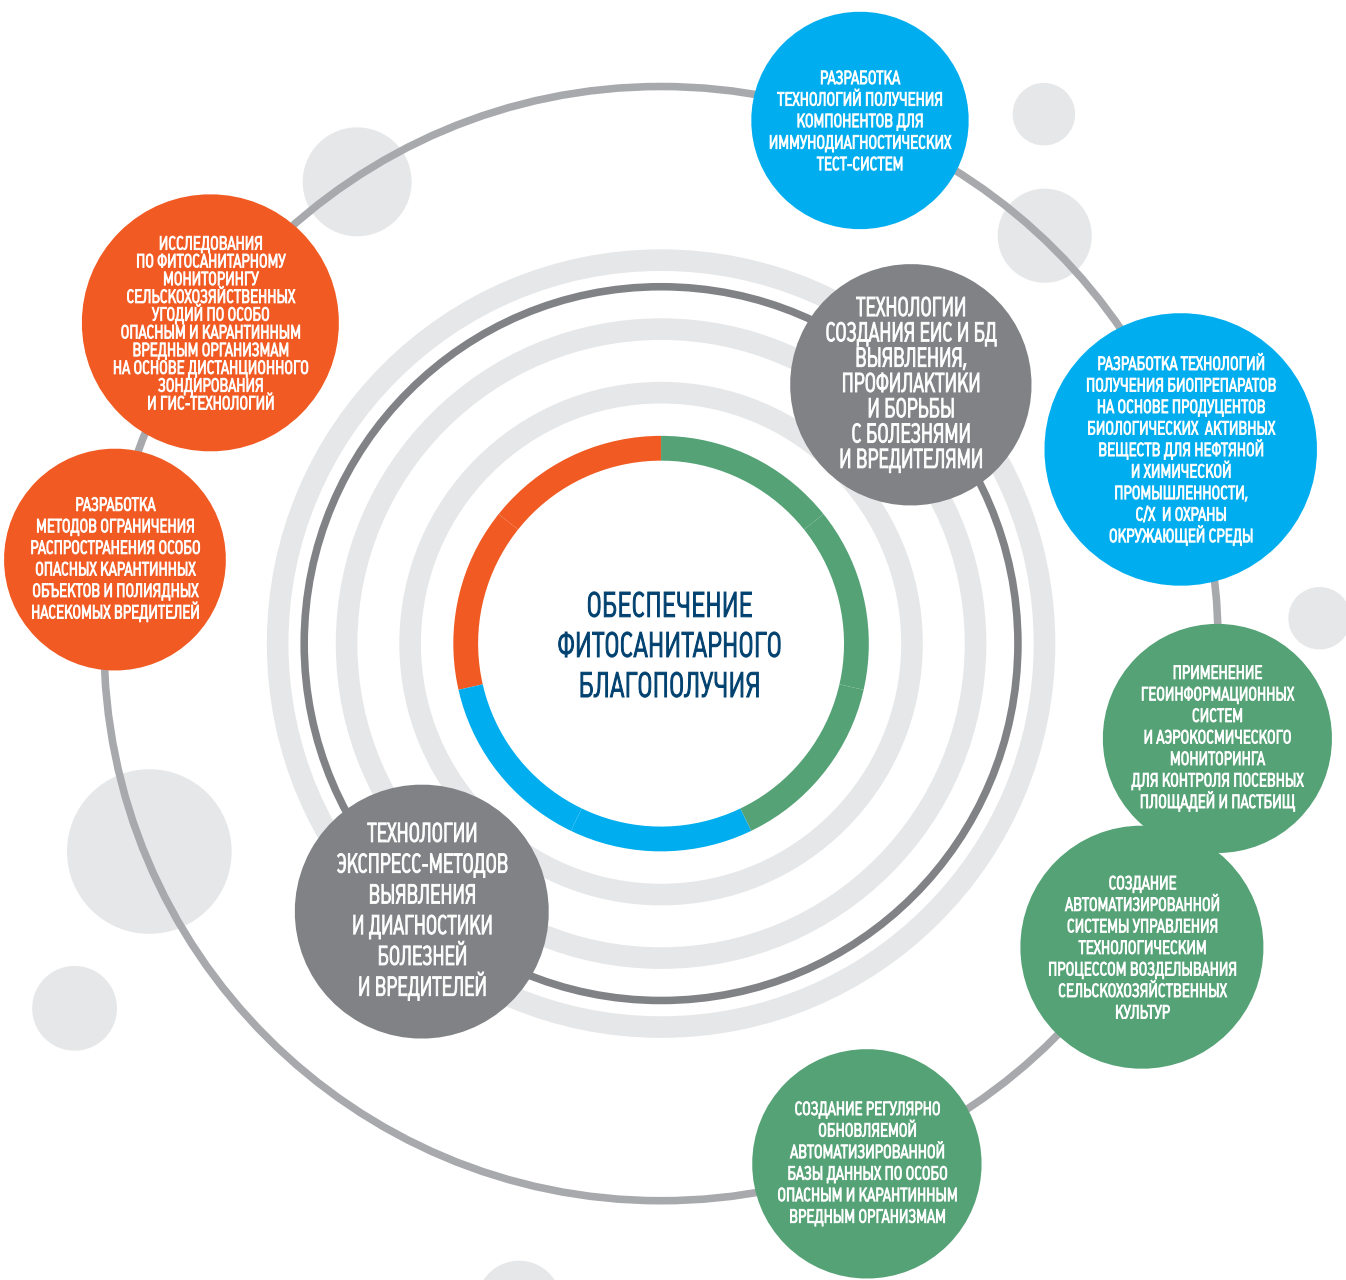 РАЗРАБОТКА
ТЕХНОЛОГИЙ ПОЛУЧЕНИЯ
КОМПОНЕНТОВ ДЛЯ
ИММУНОДИАГНОСТИЧЕСКИХ
ТЕСТ-СИСТЕМ
ИССЛЕДОВАНИЯ
ПО ФИТОСАНИТАРНОМУ
МОНИТОРИНГУ
СЕЛЬСКОХОЗЯЙСТВЕННЫХ
УГОДИЙ ПО ОСОБО
ОПАСНЫМ И КАРАНТИННЫМ
ВРЕДНЫМ ОРГАНИЗМАМ
НА ОСНОВЕ ДИСТАНЦИОННОГО
ЗОНДИРОВАНИЯ
И ГИС-ТЕХНОЛОГИЙ
ТЕХНОЛОГИИ
СОЗДАНИЯ ЕИС И БД
ВЫЯВЛЕНИЯ,
ПРОФИЛАКТИКИ
И БОРЬБЫ
С БОЛЕЗНЯМИ
И ВРЕДИТЕЛЯМИ
РАЗРАБОТКА ТЕХНОЛОГИЙ
ПОЛУЧЕНИЯ БИОПРЕПАРАТОВ
НА ОСНОВЕ ПРОДУЦЕНТОВ
БИОЛОГИЧЕСКИХ АКТИВНЫХ
ВЕЩЕСТВ ДЛЯ НЕФТЯНОЙ
И ХИМИЧЕСКОЙ
ПРОМЫШЛЕННОСТИ,
С/Х И ОХРАНЫ
ОКРУЖАЮЩЕЙ СРЕДЫ
РАЗРАБОТКА
МЕТОДОВ ОГРАНИЧЕНИЯ
РАСПРОСТРАНЕНИЯ ОСОБО
ОПАСНЫХ КАРАНТИННЫХ
ОБЪЕКТОВ И ПОЛИЯДНЫХ
НАСЕКОМЫХ ВРЕДИТЕЛЕЙ
ОБЕСПЕЧЕНИЕ
ФИТОСАНИТАРНОГО
БЛАГОПОЛУЧИЯ
ПРИМЕНЕНИЕ
ГЕОИНФОРМАЦИОННЫХ
СИСТЕМ
И АЭРОКОСМИЧЕСКОГО
МОНИТОРИНГА
ДЛЯ КОНТРОЛЯ ПОСЕВНЫХ
ПЛОЩАДЕЙ И ПАСТБИЩ
ТЕХНОЛОГИИ
ЭКСПРЕСС-МЕТОДОВ
ВЫЯВЛЕНИЯ
И ДИАГНОСТИКИ
БОЛЕЗНЕЙ
И ВРЕДИТЕЛЕЙ
СОЗДАНИЕ
АВТОМАТИЗИРОВАННОЙ
СИСТЕМЫ УПРАВЛЕНИЯ
ТЕХНОЛОГИЧЕСКИМ
ПРОЦЕССОМ ВОЗДЕЛЫВАНИЯ
СЕЛЬСКОХОЗЯЙСТВЕННЫХ
КУЛЬТУР
СОЗДАНИЕ РЕГУЛЯРНО
ОБНОВЛЯЕМОЙ
АВТОМАТИЗИРОВАННОЙ
БАЗЫ ДАННЫХ ПО ОСОБО
ОПАСНЫМ И КАРАНТИННЫМ
ВРЕДНЫМ ОРГАНИЗМАМ